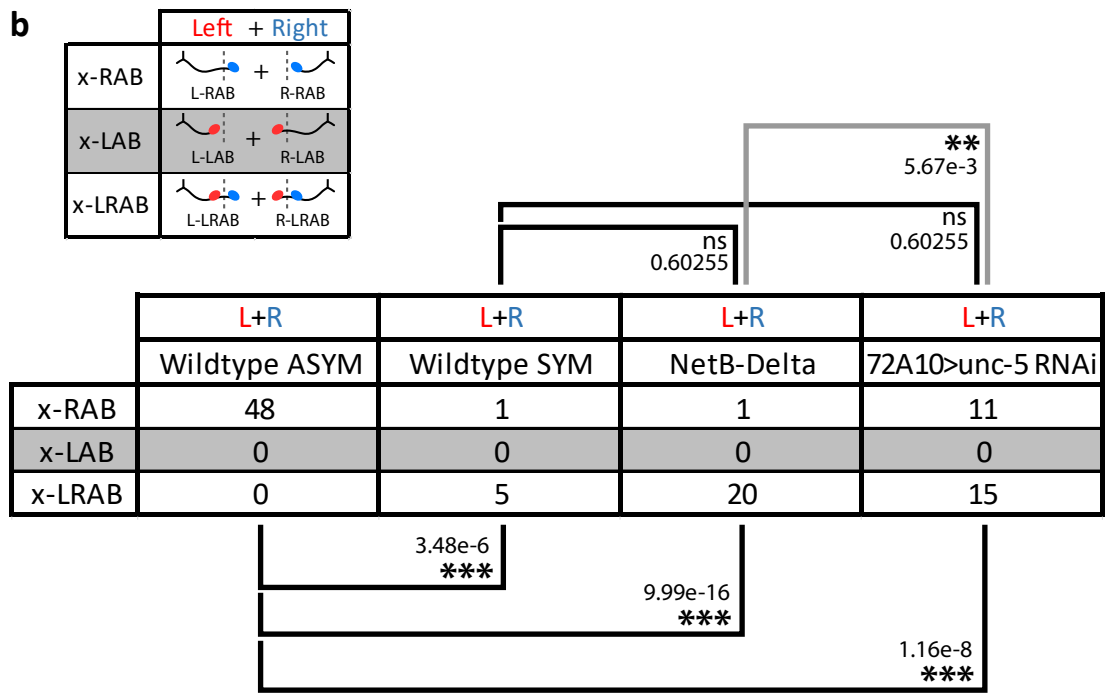 b
Left + Right
x-RAB
+
L-RAB R-RAB
x-LAB
+
L-LAB R-LAB
x-LRAB
+
L-LRAB R-LRAB
**
5.67e-3
ns
0.60255
ns
0.60255
L+R L+R L+R L+R
Wildtype ASYM Wildtype SYM NetB-Delta 72A10>unc-5 RNAi
x-RAB 48 1 1 11
x-LAB 0 0 0 0
x-LRAB 0 5 20 15
3.48e-6
***
9.99e-16
***
1.16e-8
***